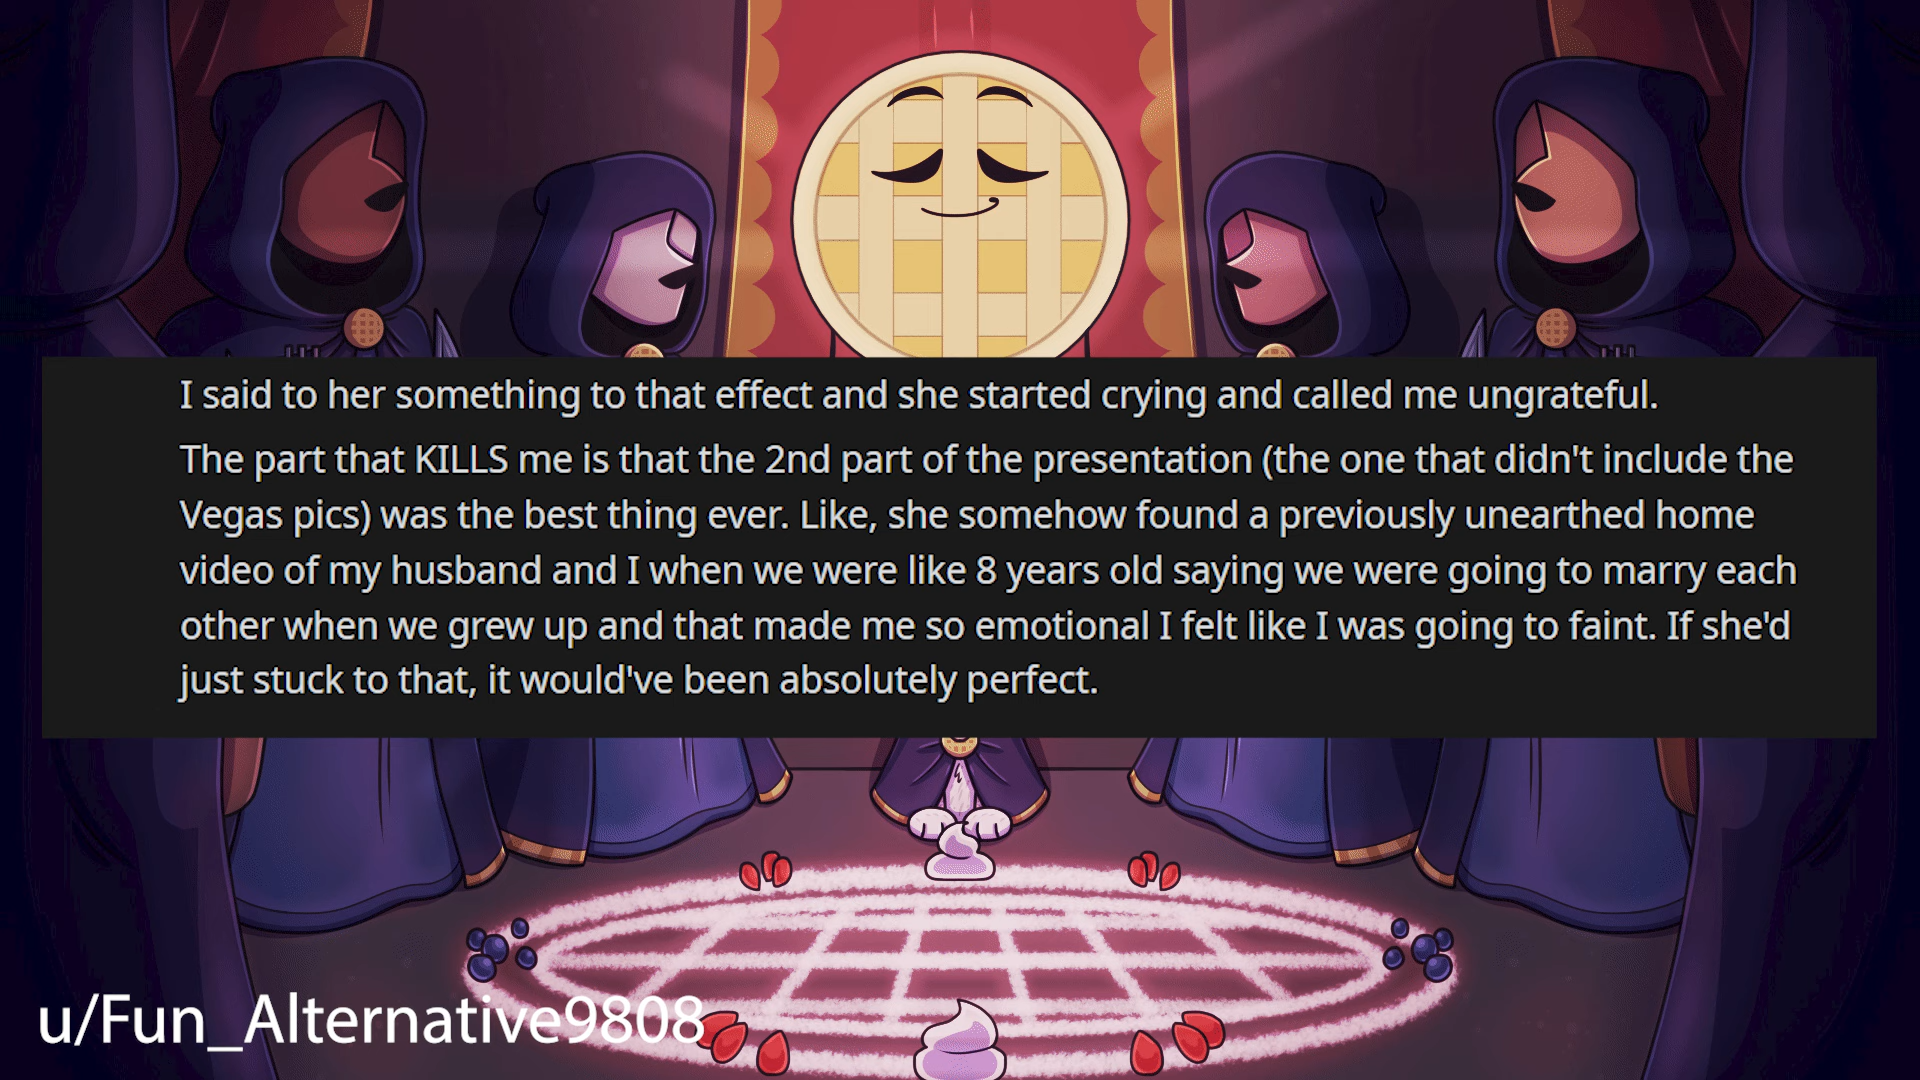 I said to her something to that effect and she started crying and called me ungrateful.
The part that KILLS me is that the 2nd part of the presentation (the one that didn't include the
Vegas pics) was the best thing ever. Like, she somehow found a previously unearthed home
video of my husband and I when we were like 8 years old saying we were going to marry each
other when we grew up and that made me so emotional I felt like I was going to faint. If she'd
just stuck to that, it would've been absolutely perfect.
u/Fun_Alternative9808